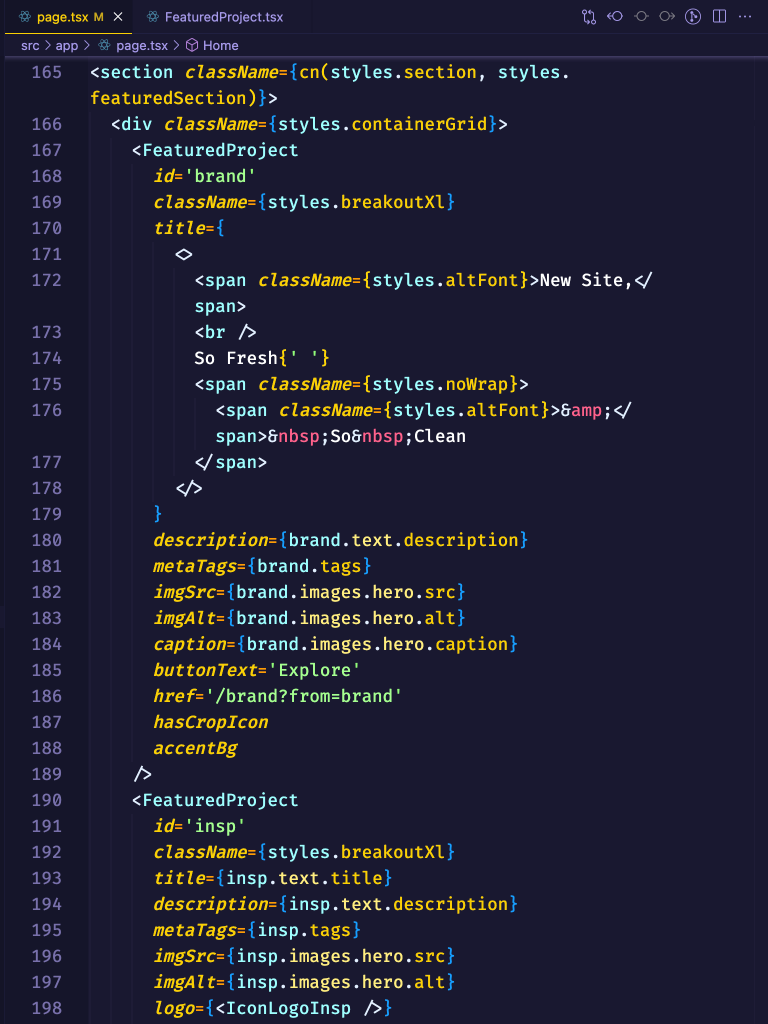 page.tsx M
FeaturedProject.tsx
src > app > page.tsx > Home
165 <section className={cn(styles.section, styles.
featuredSection)}>
166 <div className={styles.containerGrid}>
167 <FeaturedProject
168 id='brand'
169 className={styles.breakoutXl}
170 title={
171 <>
172 <span className={styles.altFont}>New Site,</
span>
173 <br />
174 So Fresh{' '}
175 <span className={styles.noWrap}>
176 <span className={styles.altFont}>&amp;</
span>&nbsp;So&nbsp;Clean
177 </span>
178 </>
179 }
180 description={brand.text.description}
181 metaTags={brand.tags}
182 imgSrc={brand.images.hero.src}
183 imgAlt={brand.images.hero.alt}
184 caption={brand.images.hero.caption}
185 buttonText='Explore'
186 href='/brand?from=brand'
187 hasCropIcon
188 accentBg
189 />
190 <FeaturedProject
191 id='insp'
192 className={styles.breakoutXl}
193 title={insp.text.title}
194 description={insp.text.description}
195 metaTags={insp.tags}
196 imgSrc={insp.images.hero.src}
197 imgAlt={insp.images.hero.alt}
198 logo={<IconLogoInsp />}